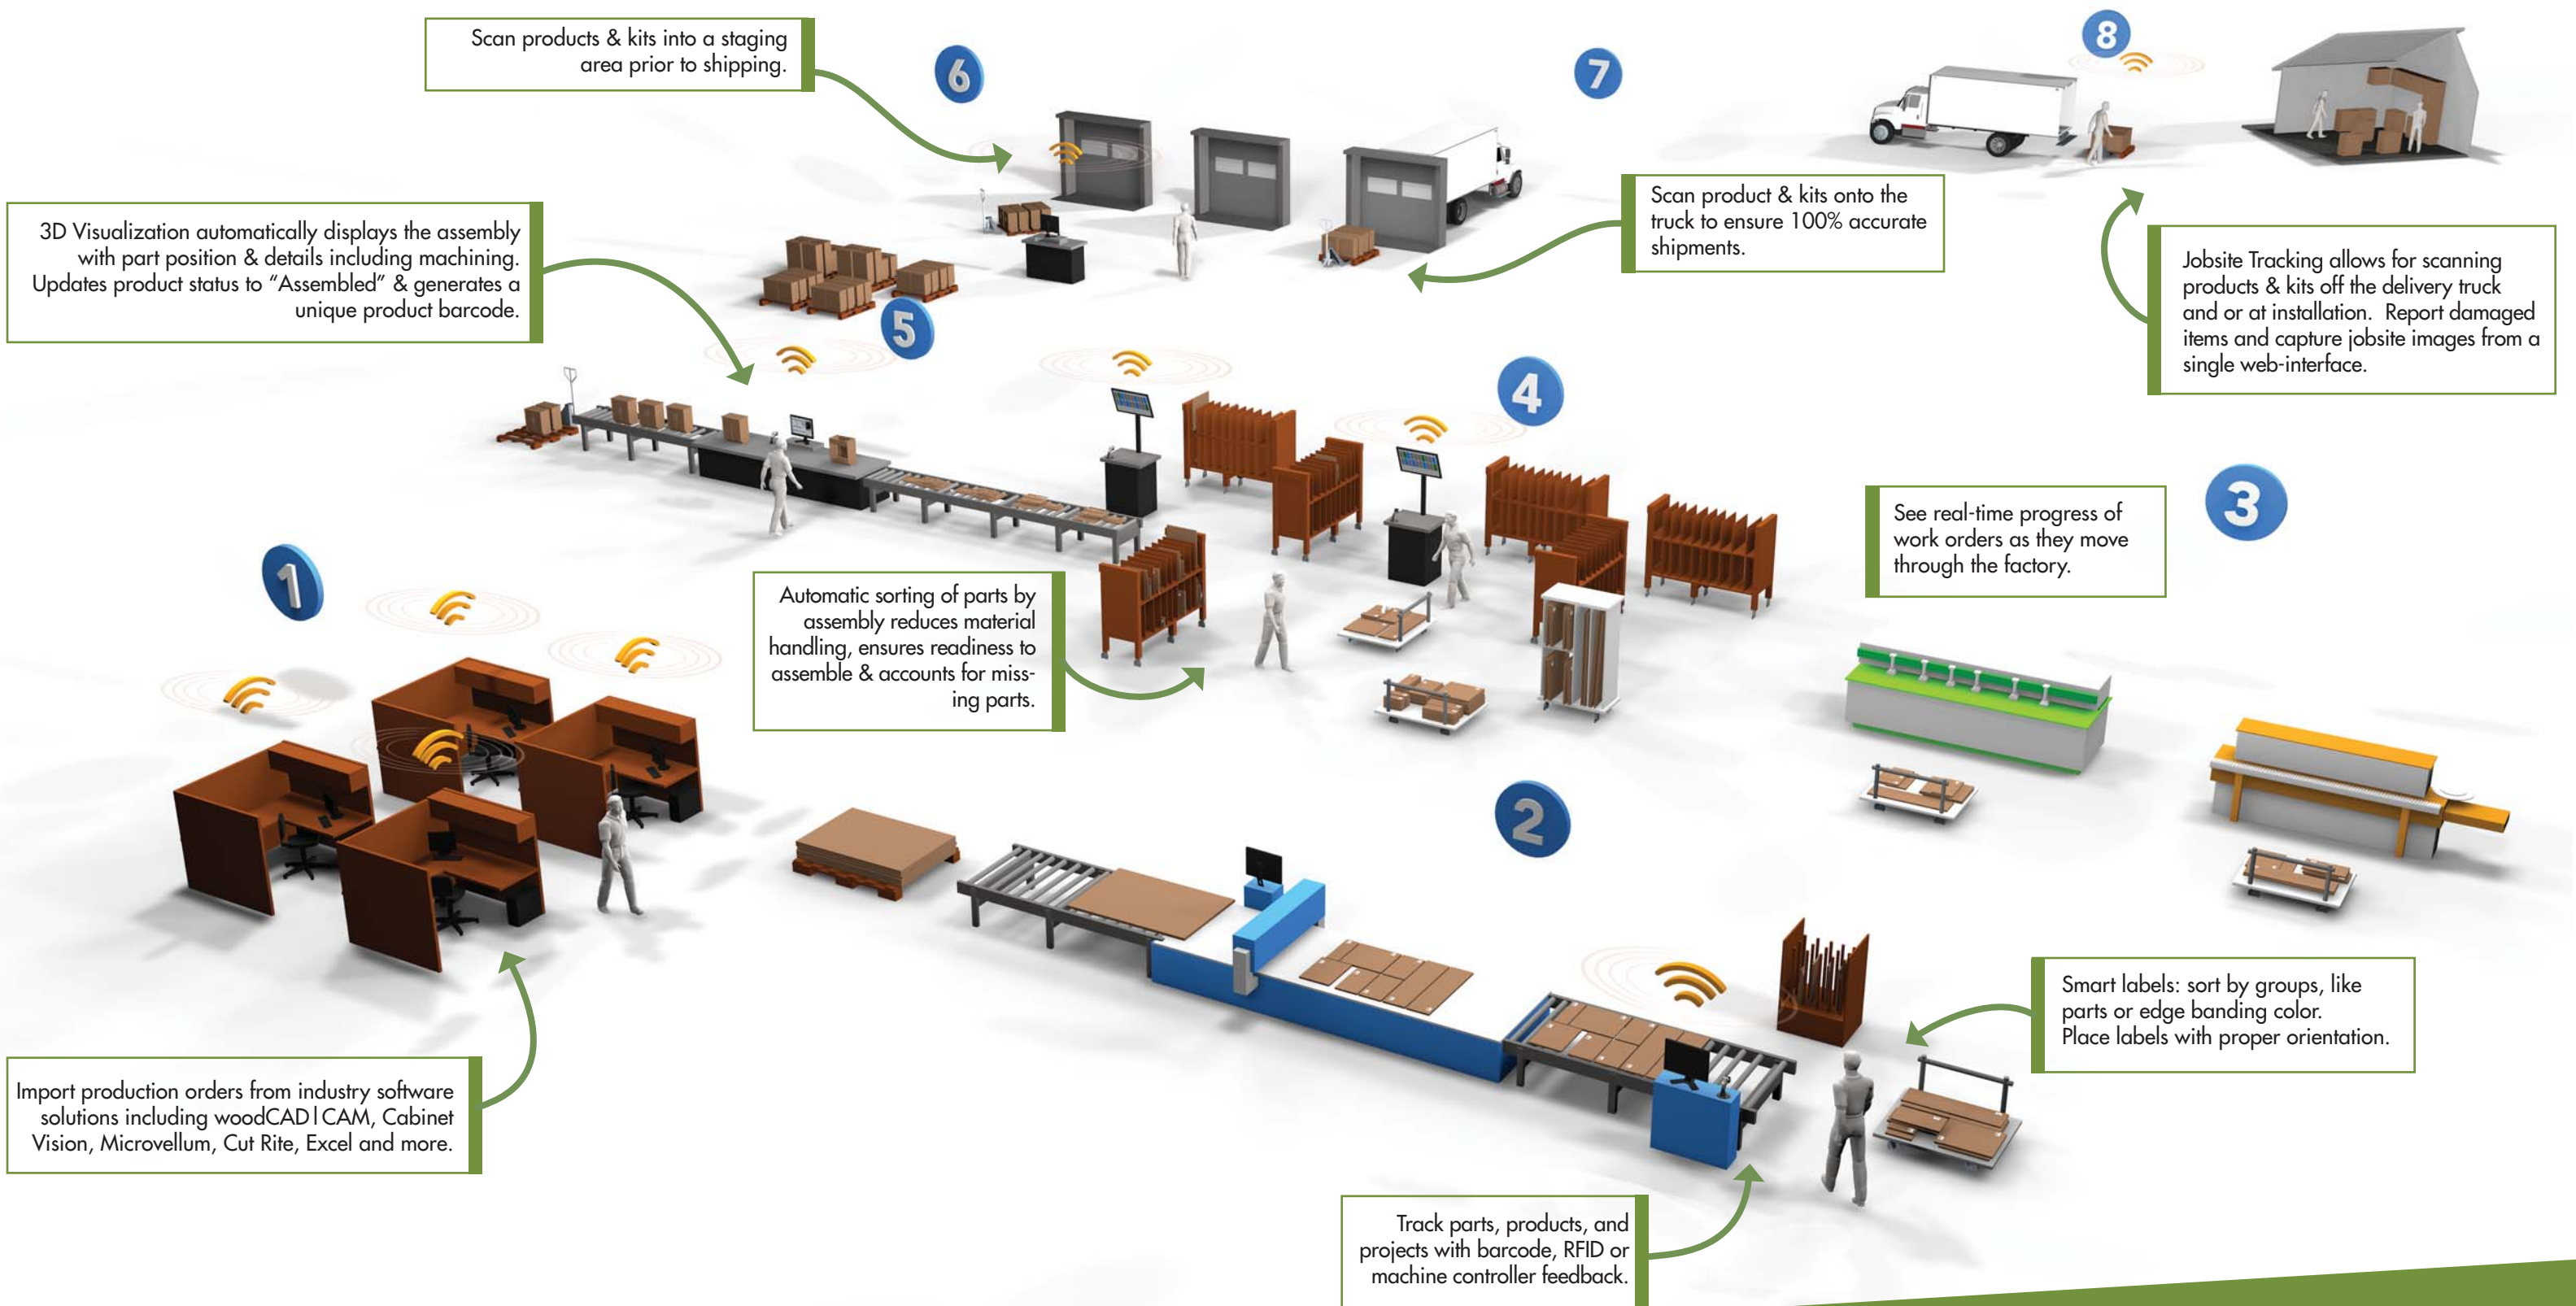 Scan products & kits into a staging
area prior to shipping.
6
7
8
3D Visualization automatically displays the assembly
with part position & details including machining.
Updates product status to “Assembled” & generates a
unique product barcode.
Scan product & kits onto the
truck to ensure 100% accurate
shipments.
Jobsite Tracking allows for scanning
products & kits off the delivery truck
and or at installation.  Report damaged
items and capture jobsite images from a
single web-interface.
5
4
3
See real-time progress of
work orders as they move
through the factory.
1
Automatic sorting of parts by
assembly reduces material
handling, ensures readiness to
assemble & accounts for miss-
ing parts.
2
Smart labels: sort by groups, like
parts or edge banding color.
Place labels with proper orientation.
Import production orders from industry software
solutions including woodCAD|CAM, Cabinet
Vision, Microvellum, Cut Rite, Excel and more.
Track parts, products, and
projects with barcode, RFID or
machine controller feedback.